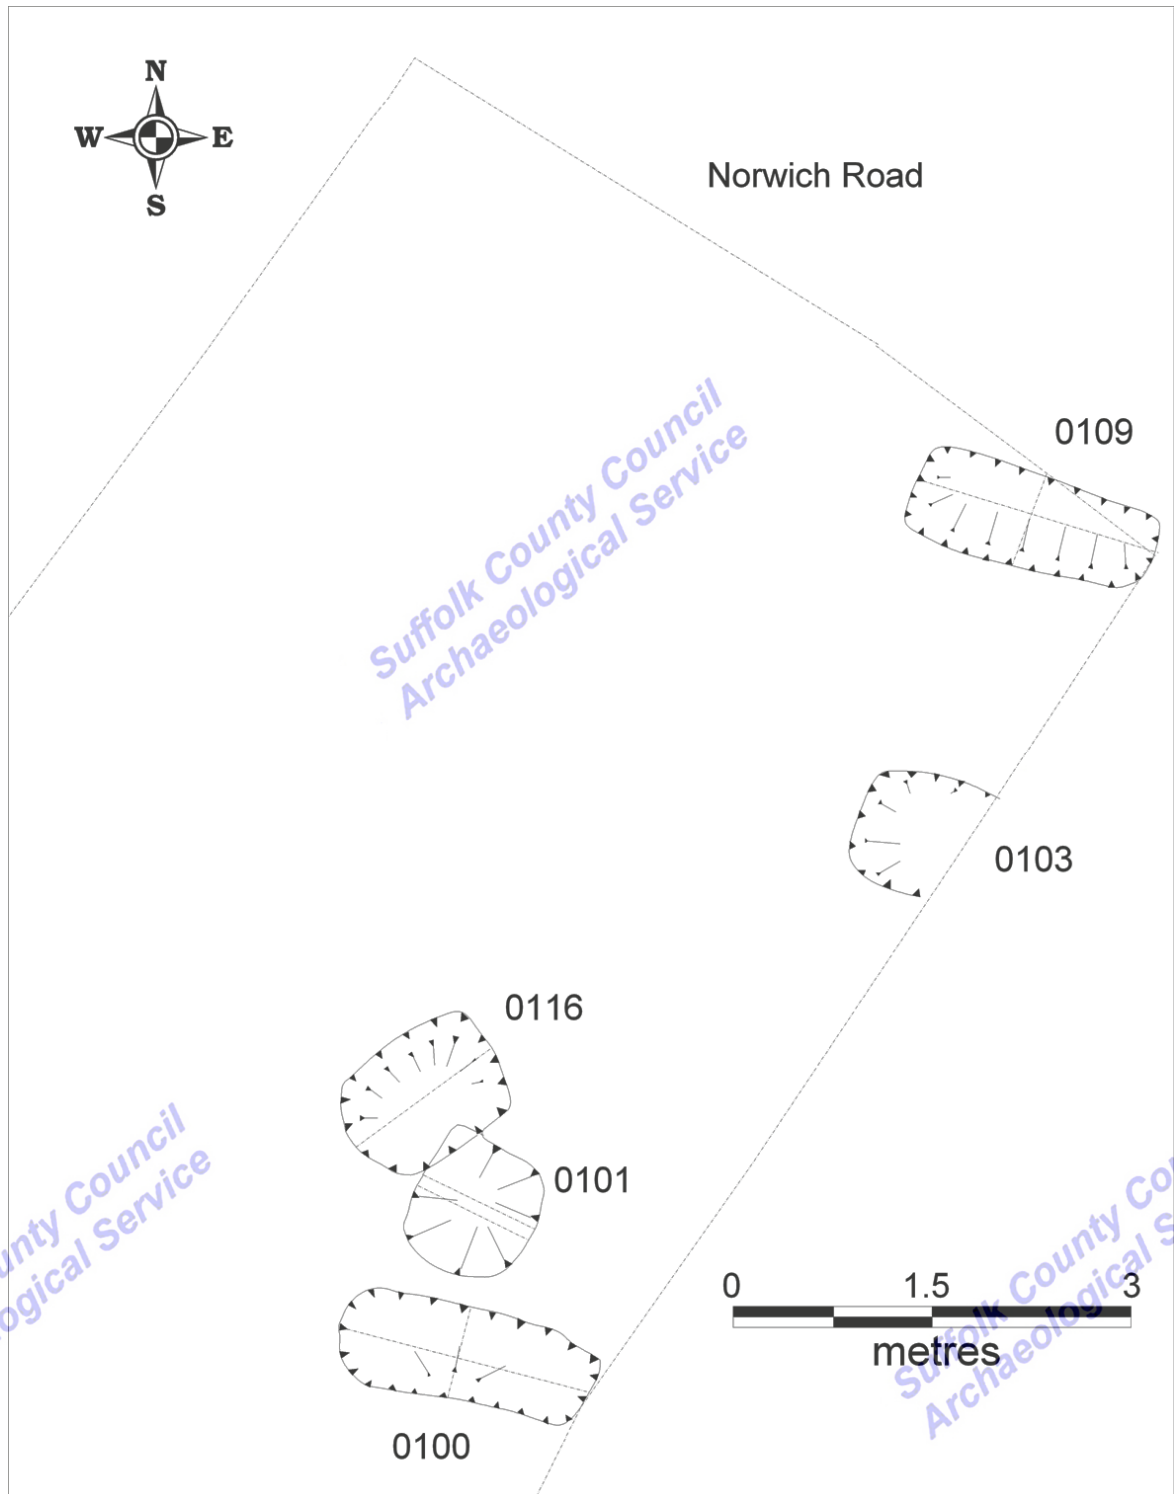 N
W E
S
Norwich Road
0109
Suffolk County Council
Archaeological Service
0103
0116
0101
unty Council
ogical Service
Suffolk County Co
Archaeological S
0 1.5 3
metres
0100